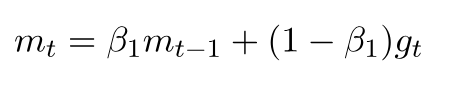 m_t = β_1 m_{t−1} + (1 − β_1)g_t